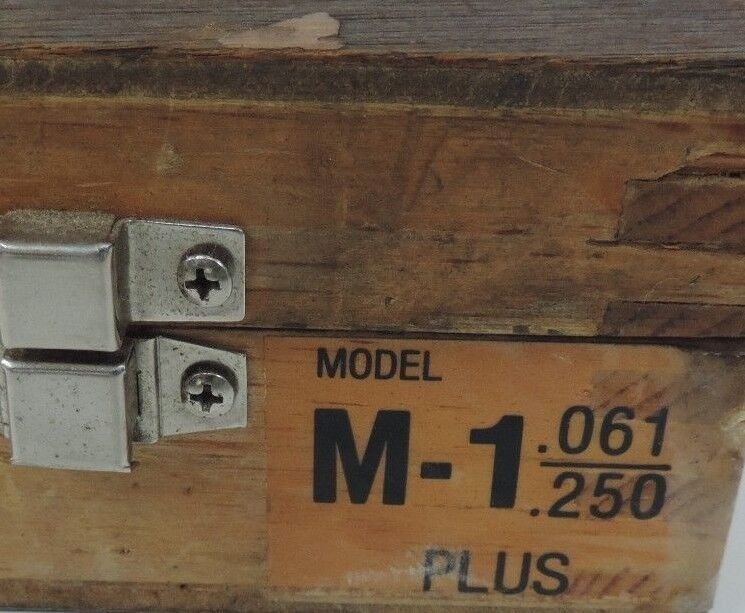 MODEL
M-1 .061
.250
PLUS